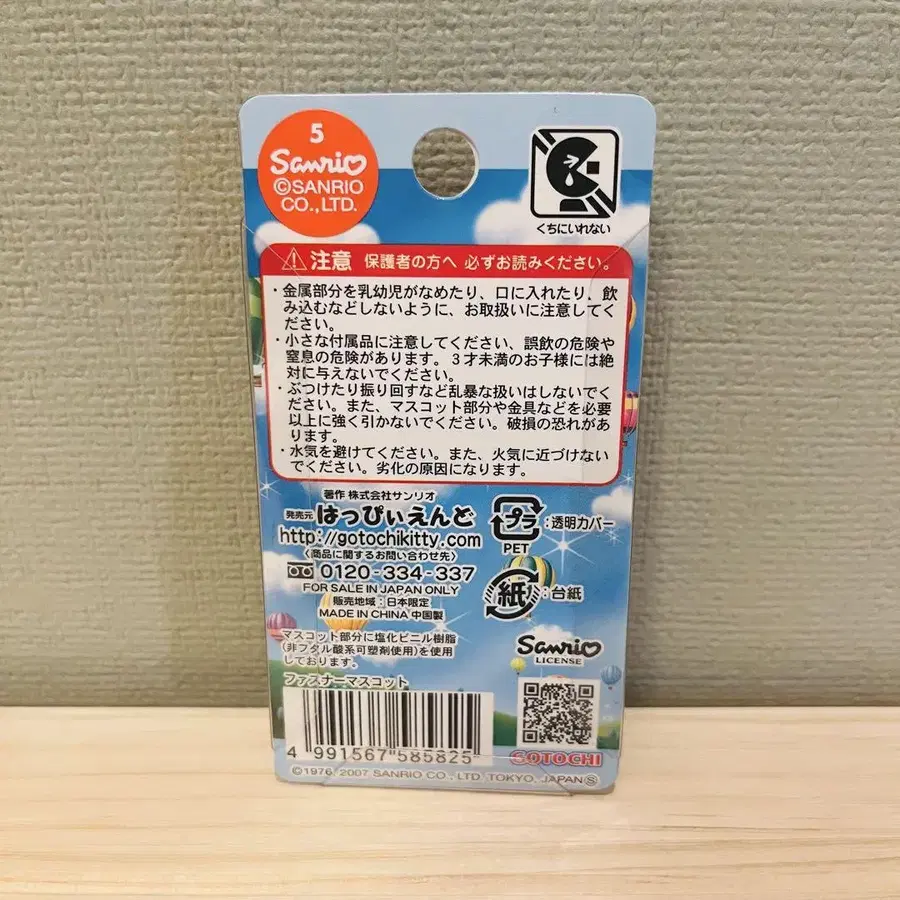 5
Sanrio
©SANRIO
CO.,LTD.
くちにいれない
注意 保護者の方へ 必ずお読みください。
・金属部分を乳幼児がなめたり、口に入れたり、飲
み込むなどしないように、お取扱いに注意してく
ださい。
・小さな付属品に注意してください、誤飲の危険や
窒息の危険があります。3才未満のお子様には絶
対に与えないでください。
・ぶつけたり振り回すなど乱暴な扱いはしないでく
ださい。また、マスコット部分や金具などを必要
以上に強く引かないでください。破損の恐れがあ
ります。
・水気を避けてください。また、火気に近づけない
でください。劣化の原因になります。
著作 株式会社サンリオ
発売元 はっぴぃえんど
http://gotochikitty.com
〈商品に関するお問い合わせ先〉
0120-334-337
FOR SALE IN JAPAN ONLY
販売地域:日本限定
MADE IN CHINA 中国製
プラ :透明カバー
PET
紙 :台紙
マスコット部分に塩化ビニル樹脂
(非フタル酸系可塑剤使用)を使用
しております。
ファスナーマスコット
Sanrio
LICENSE
4 991567 585825
GOTOCHI
©1976, 2007 SANRIO CO., LTD. TOKYO, JAPAN Ⓢ